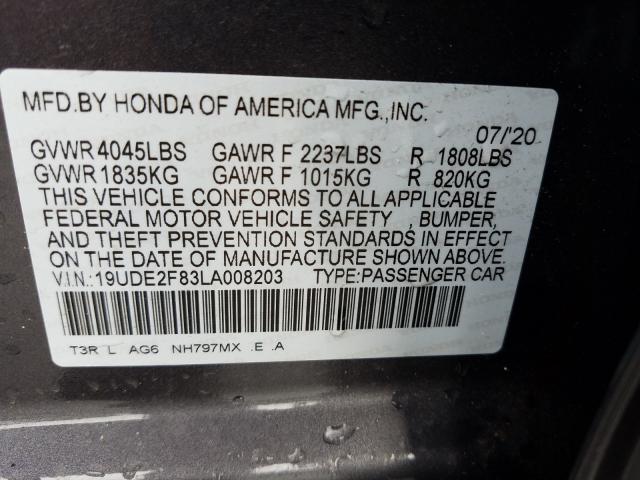 MFD.BY HONDA OF AMERICA MFG.,INC.
07/'20
GVWR 4045LBS GAWR F 2237LBS R 1808LBS
GVWR 1835KG GAWR F 1015KG R 820KG
THIS VEHICLE CONFORMS TO ALL APPLICABLE
FEDERAL MOTOR VEHICLE SAFETY , BUMPER,
AND THEFT PREVENTION STANDARDS IN EFFECT
ON THE DATE OF MANUFACTURE SHOWN ABOVE.
V.I.N.:19UDE2F83LA008203 TYPE:PASSENGER CAR
T3R L AG6 NH797MX .E .A